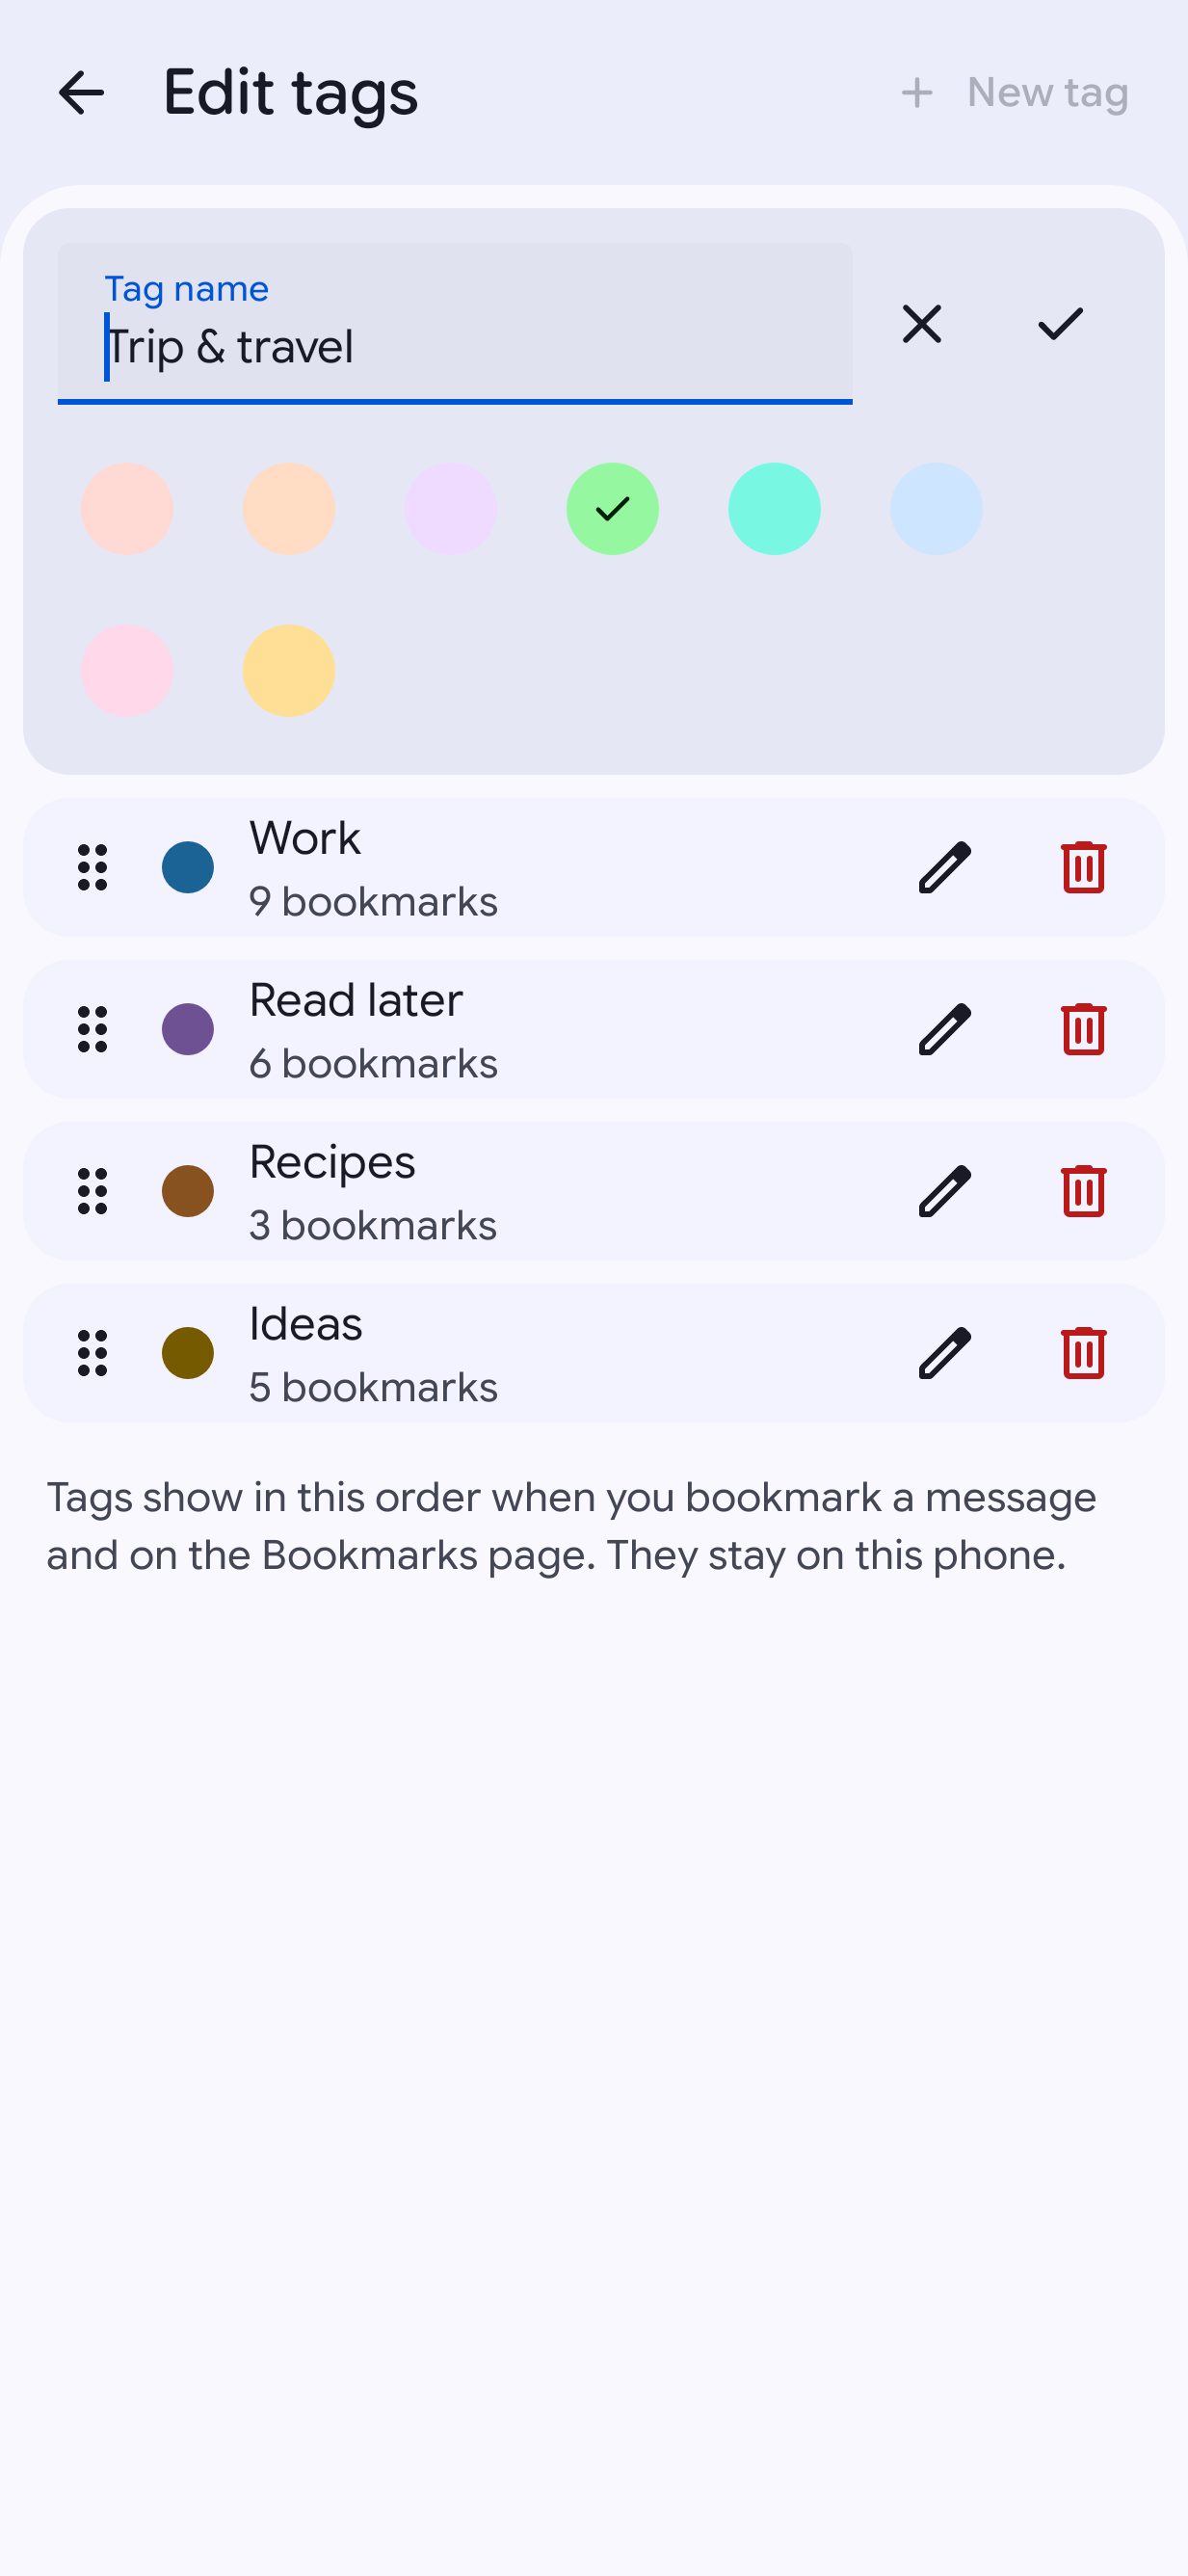 Edit tags
New tag
Tag name
Trip & travel
Work
9 bookmarks
Read later
6 bookmarks
Recipes
3 bookmarks
Ideas
5 bookmarks
Tags show in this order when you bookmark a message
and on the Bookmarks page. They stay on this phone.